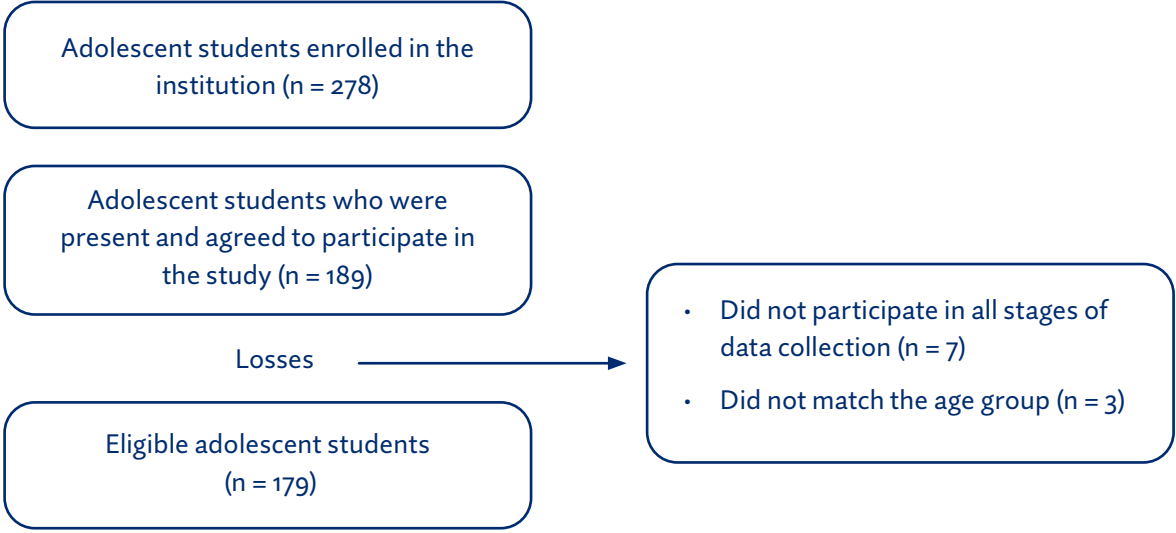 Adolescent students enrolled in the
institution (n = 278)
Adolescent students who were
present and agreed to participate in
the study (n = 189)
Losses
• Did not participate in all stages of
data collection (n = 7)
• Did not match the age group (n = 3)
Eligible adolescent students
(n = 179)